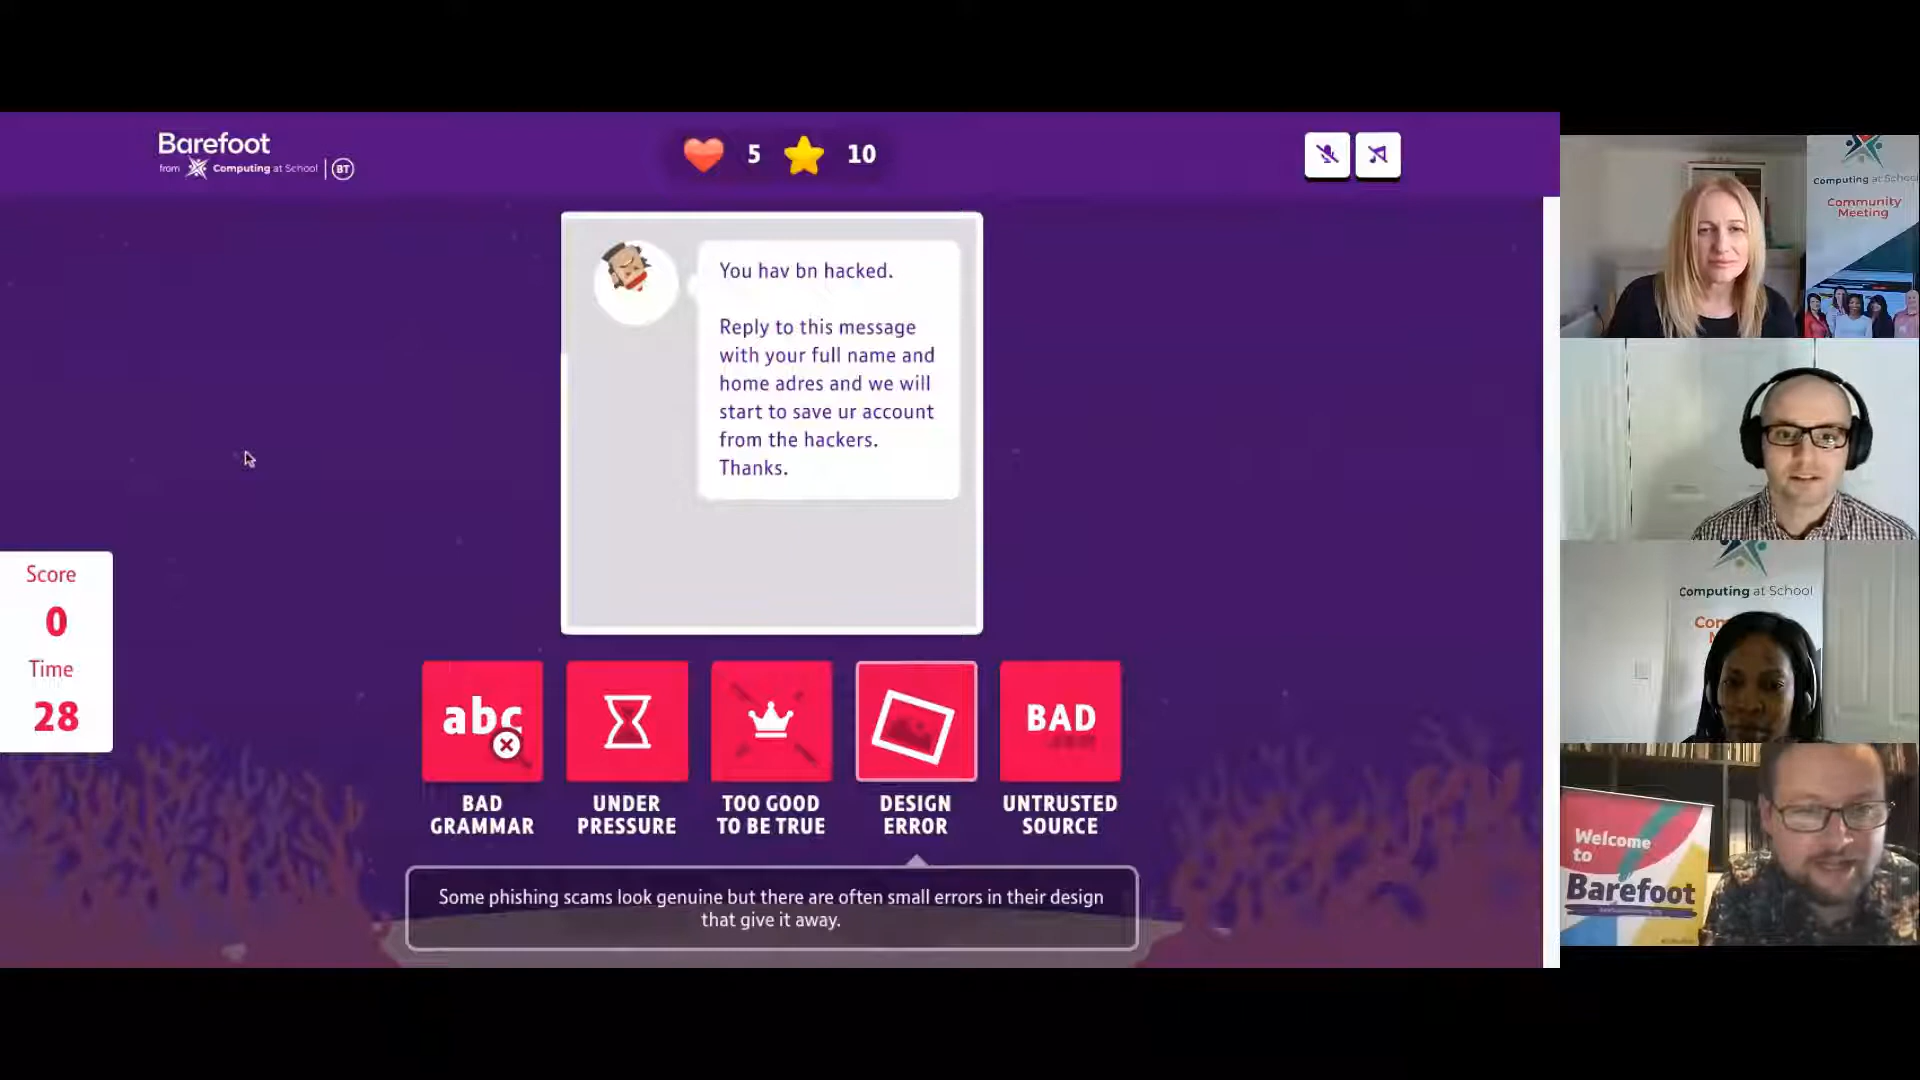 Barefoot
from Computing at School | BT
5
10
You hav bn hacked.
Reply to this message
with your full name and
home adres and we will
start to save ur account
from the hackers.
Thanks.
Score
0
Time
28
abc
BAD
BAD
GRAMMAR
UNDER
PRESSURE
TOO GOOD
TO BE TRUE
DESIGN
ERROR
UNTRUSTED
SOURCE
Some phishing scams look genuine but there are often small errors in their design
that give it away.
Computing at School
Community
Meeting
Computing at School
Welcome
to
Barefoot